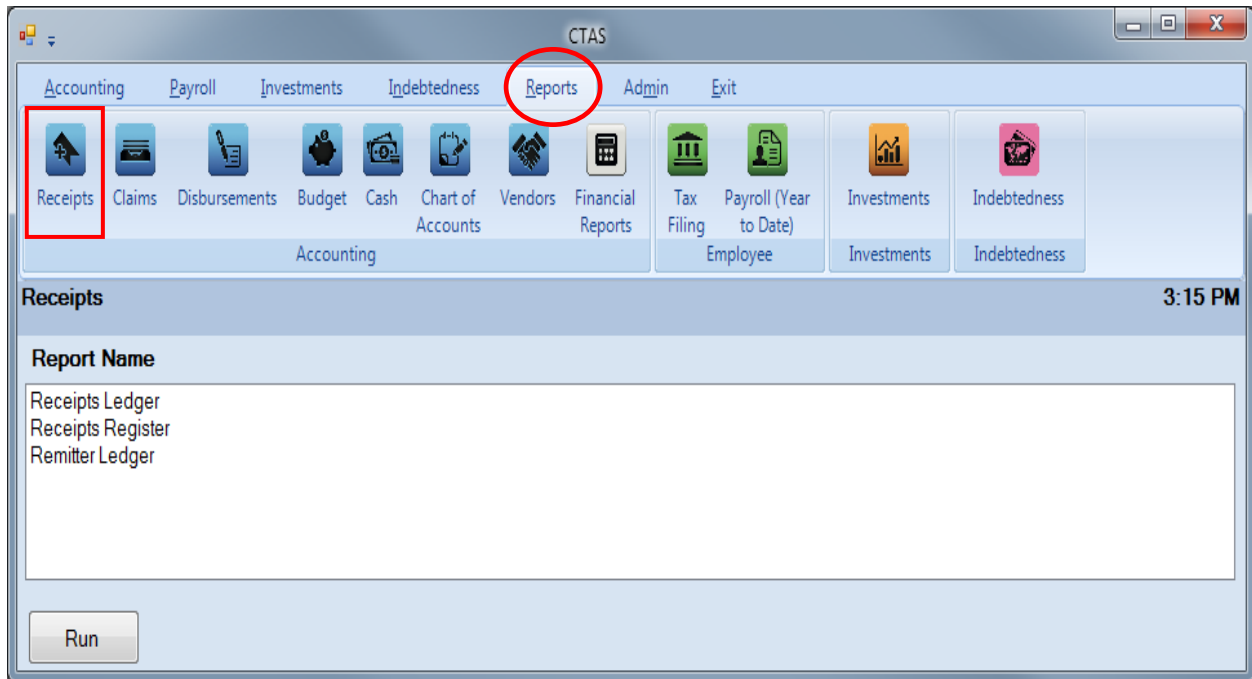 CTAS
Accounting Payroll Investments Indebtedness Reports Admin Exit
Receipts Claims Disbursements Budget Cash Chart of Accounts Vendors Financial Reports Tax Filing Payroll (Year to Date) Investments Indebtedness
Accounting Employee Investments Indebtedness
Receipts 3:15 PM
Report Name
Receipts Ledger
Receipts Register
Remitter Ledger
Run